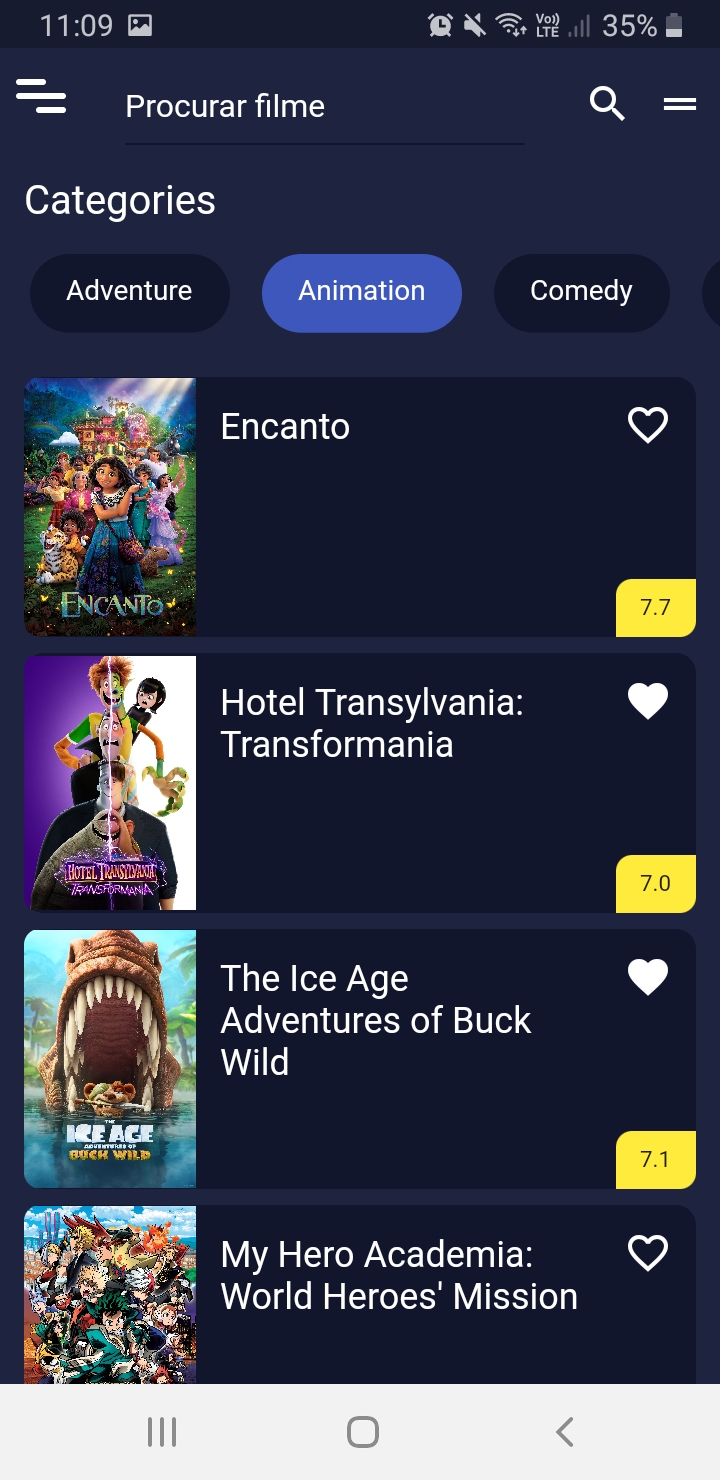 11:09 Vo)) LTE 35%
Procurar filme
Categories
Adventure Animation Comedy
Encanto
ENCANTO
7.7
Hotel Transylvania:
Transformania
HOTEL TRANSYLVANIA
TRANSFORMANIA
7.0
The Ice Age
Adventures of Buck
Wild
THE
ICE AGE
ADVENTURES OF
BUCK WILD
7.1
My Hero Academia:
World Heroes' Mission